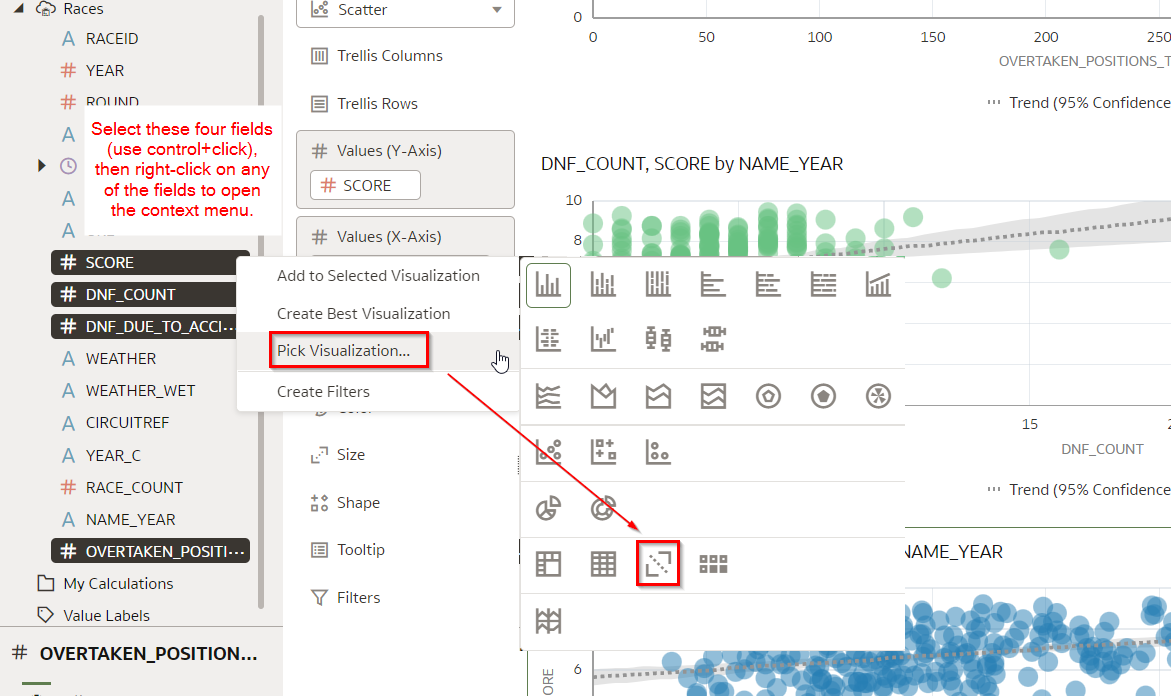 Races
RACEID
YEAR
ROUND
Select these four fields
(use control+click),
then right-click on any
of the fields to open
the context menu.
SCORE
DNF_COUNT
DNF_DUE_TO_ACCI...
WEATHER
WEATHER_WET
CIRCUITREF
YEAR_C
RACE_COUNT
NAME_YEAR
OVERTAKEN_POSITI...
My Calculations
Value Labels
OVERTAKEN_POSITION...
Scatter
Trellis Columns
Trellis Rows
Values (Y-Axis)
SCORE
Values (X-Axis)
Add to Selected Visualization
Create Best Visualization
Pick Visualization...
Create Filters
Color
Size
Shape
Tooltip
Filters
0
0 50 100 150 200 250
OVERTAKEN_POSITIONS_T
Trend (95% Confidence
DNF_COUNT, SCORE by NAME_YEAR
10
8
15
DNF_COUNT
Trend (95% Confidence
NAME_YEAR
6
ORE